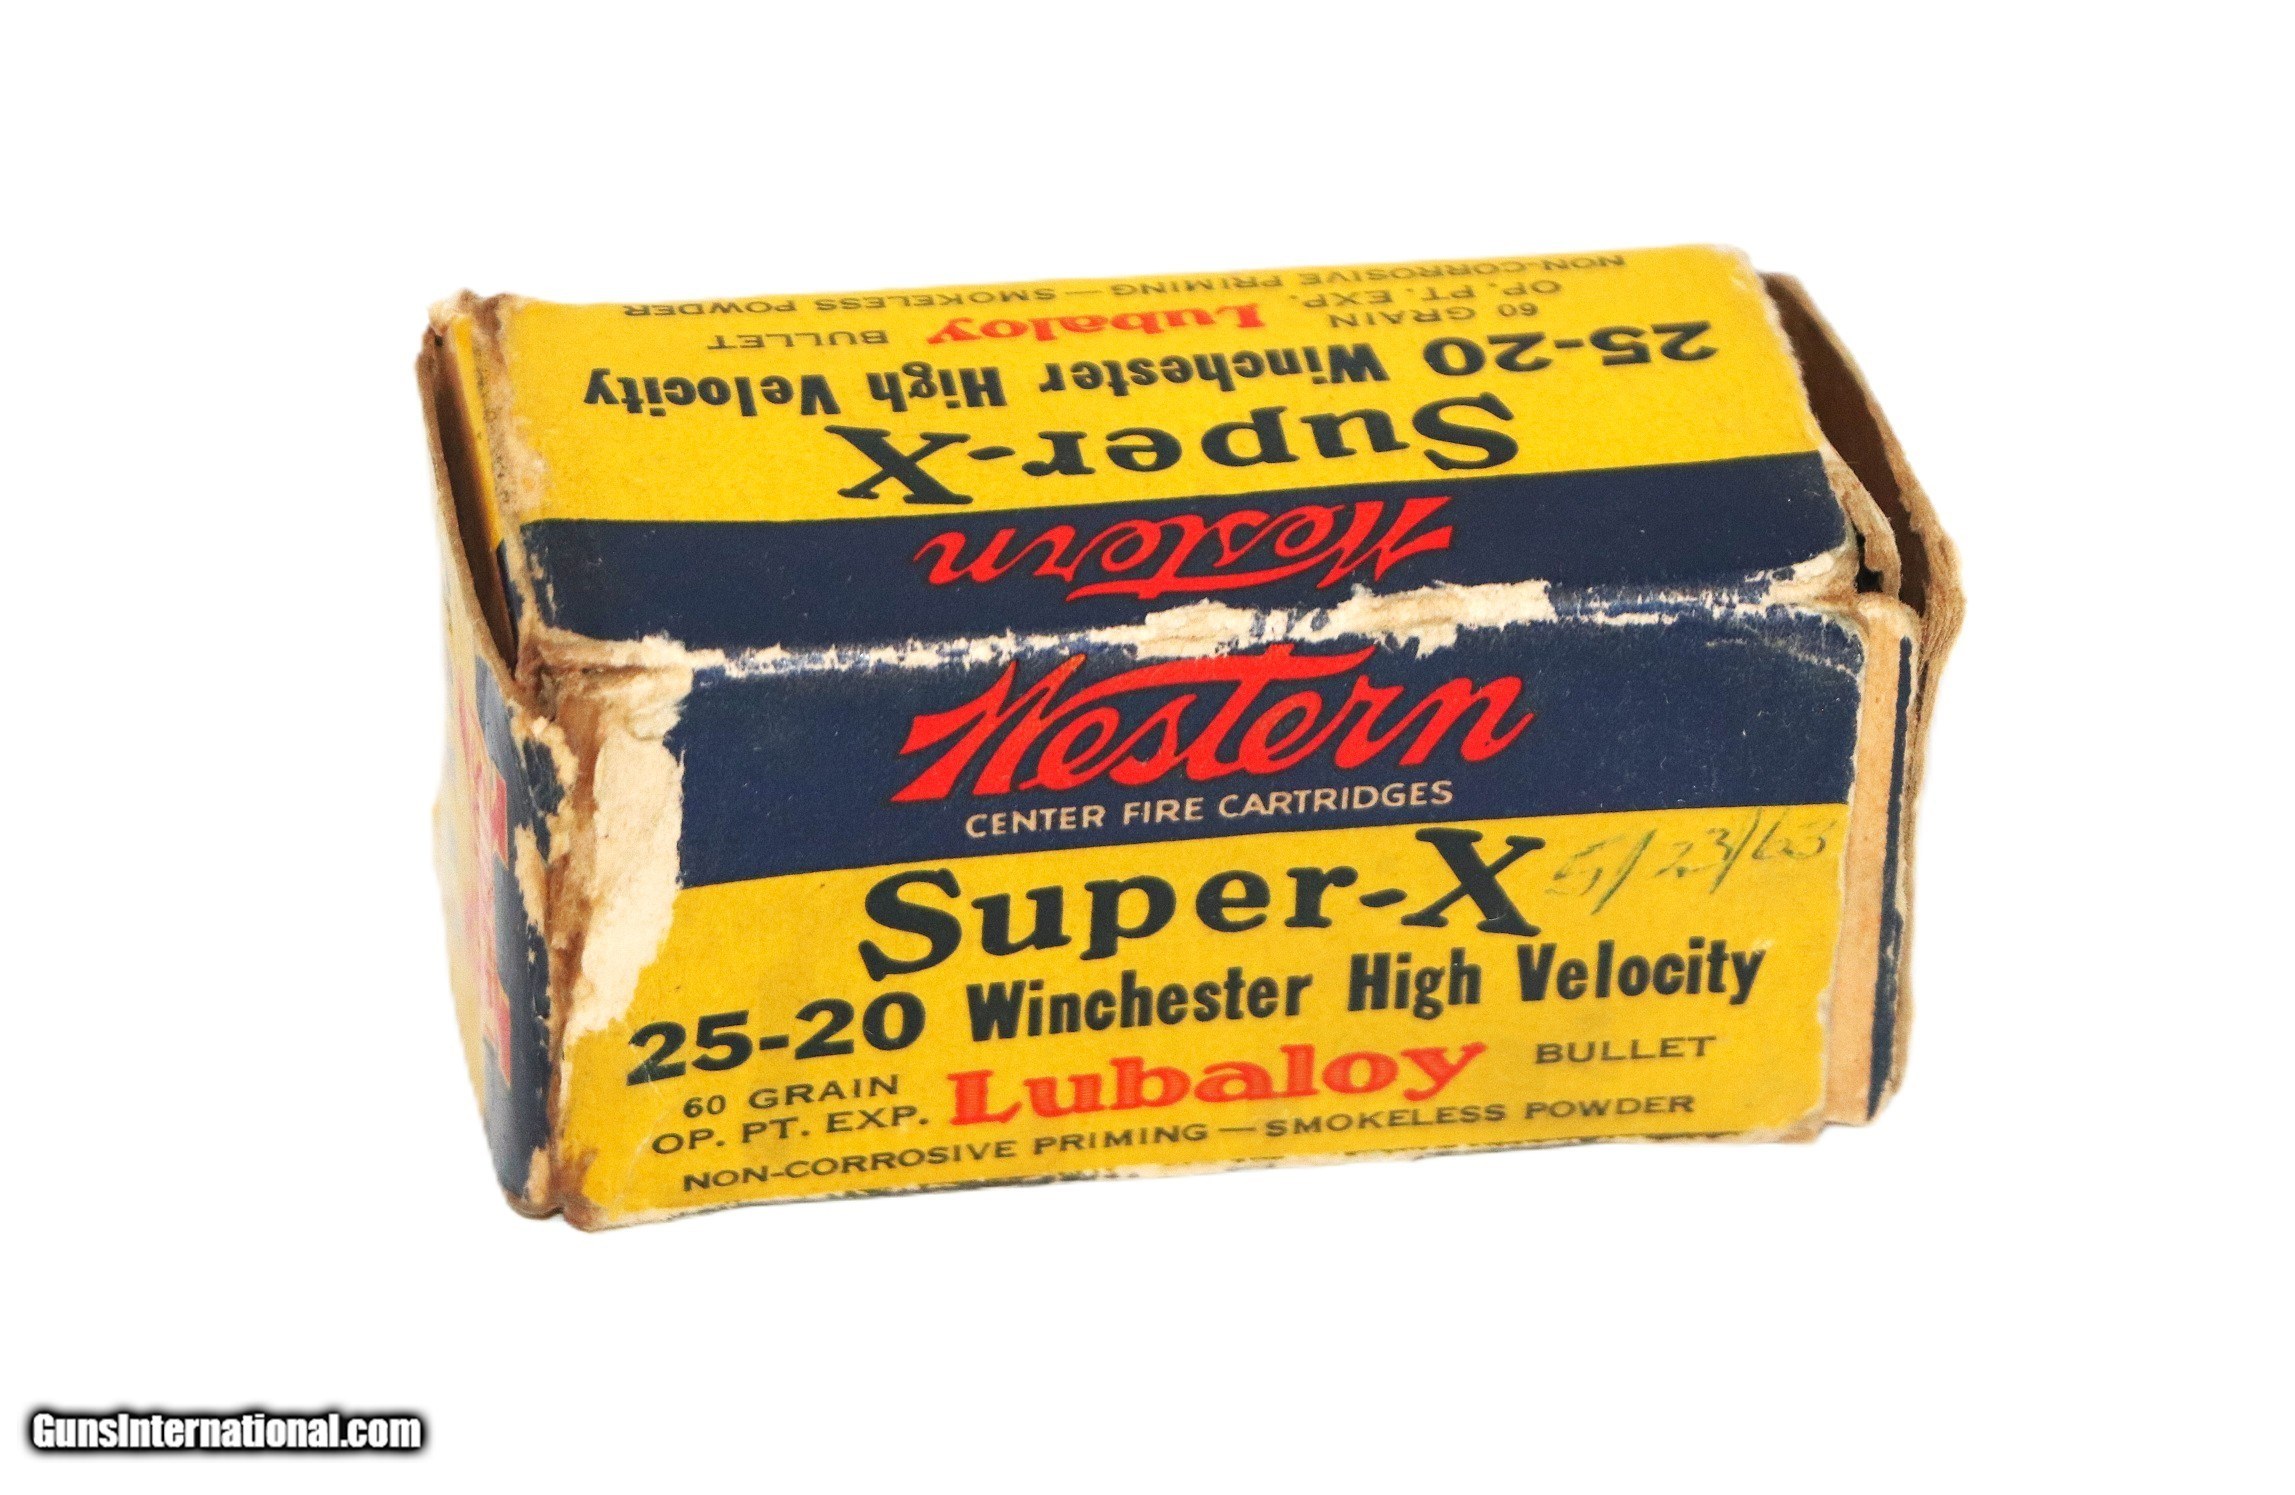 NON-CORROSIVE PRIMING — SMOKELESS POWDER
60 GRAIN
OP. PT. EXP. Lubaloy BULLET
25-20 Winchester High Velocity
Super-X
Western
Western
CENTER FIRE CARTRIDGES
Super-X 5/23/63
25-20 Winchester High Velocity
60 GRAIN
OP. PT. EXP. Lubaloy BULLET
NON-CORROSIVE PRIMING — SMOKELESS POWDER
GunsInternational.com